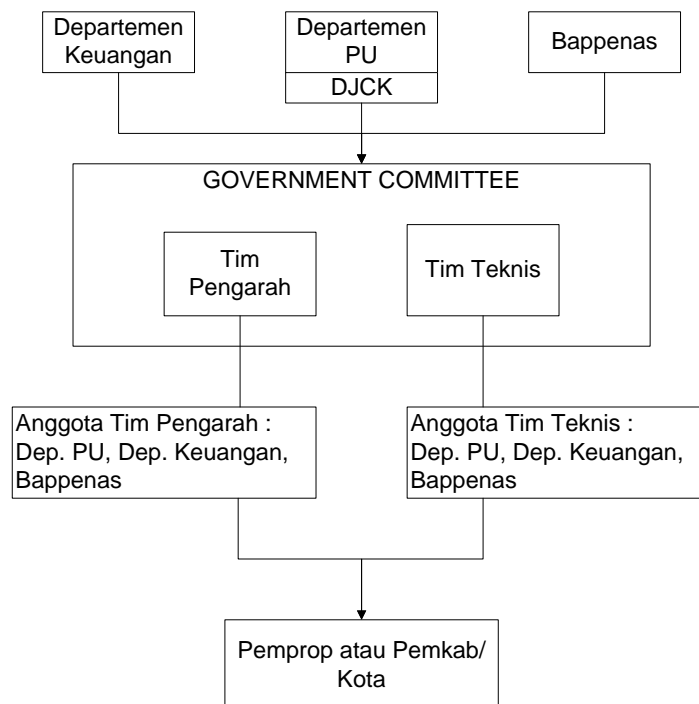 Departemen
Keuangan
Departemen
PU
DJCK
Bappenas
GOVERNMENT COMMITTEE
Tim
Pengarah
Tim Teknis
Anggota Tim Pengarah :
Dep. PU, Dep. Keuangan,
Bappenas
Anggota Tim Teknis :
Dep. PU, Dep. Keuangan,
Bappenas
Pemprop atau Pemkab/
Kota